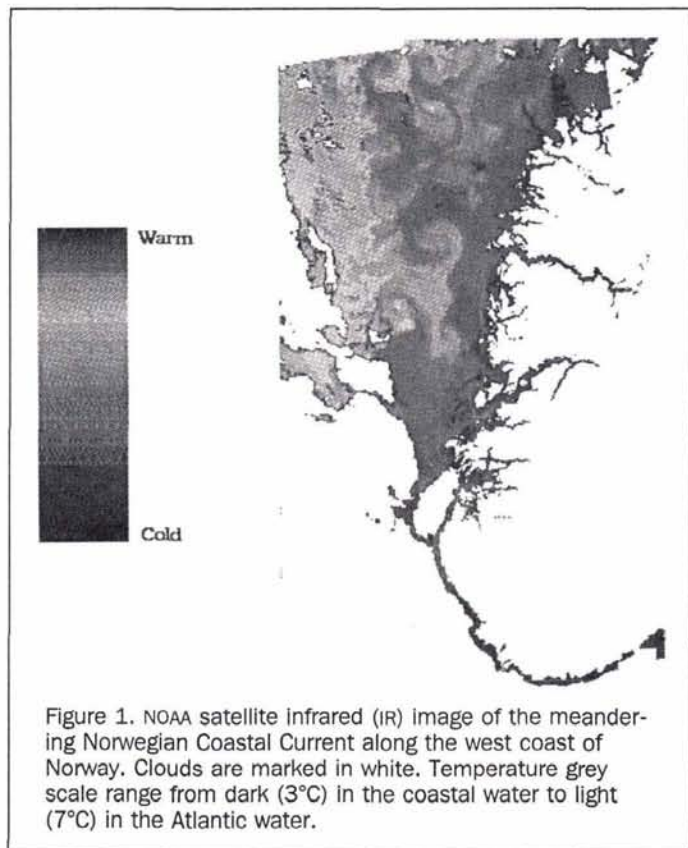 Warm
Cold
Figure 1. NOAA satellite infrared (IR) image of the meander-
ing Norwegian Coastal Current along the west coast of
Norway. Clouds are marked in white. Temperature grey
scale range from dark (3°C) in the coastal water to light
(7°C) in the Atlantic water.